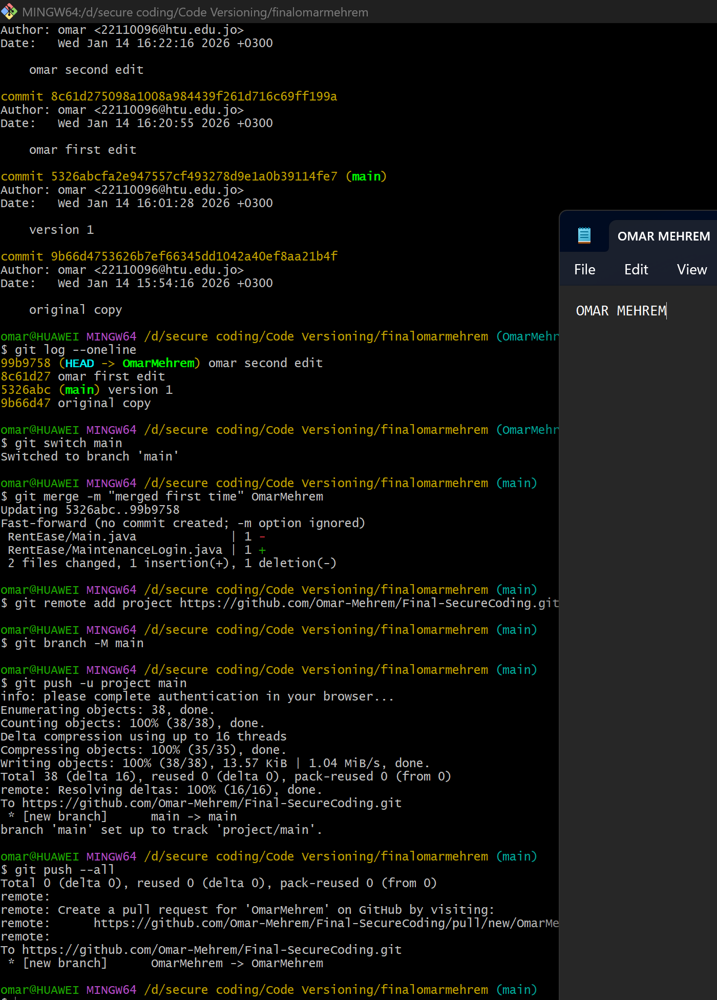 MINGW64:/d/secure coding/Code Versioning/finalomarmehrem
Author: omar <22110096@htu.edu.jo>
Date:   Wed Jan 14 16:22:16 2026 +0300
    omar second edit
commit 8c61d275098a1008a984439f261d716c69ff199a
Author: omar <22110096@htu.edu.jo>
Date:   Wed Jan 14 16:20:55 2026 +0300
    omar first edit
commit 5326abcfa2e947557cf493278d9e1a0b39114fe7 (main)
Author: omar <22110096@htu.edu.jo>
Date:   Wed Jan 14 16:01:28 2026 +0300
    version 1
commit 9b66d4753626b7ef66345dd1042a40ef8aa21b4f
Author: omar <22110096@htu.edu.jo>
Date:   Wed Jan 14 15:54:16 2026 +0300
    original copy
omar@HUAWEI MINGW64 /d/secure coding/Code Versioning/finalomarmehrem (OmarMehr
$ git log --oneline
99b9758 (HEAD -> OmarMehrem) omar second edit
8c61d27 omar first edit
5326abc (main) version 1
9b66d47 original copy
omar@HUAWEI MINGW64 /d/secure coding/Code Versioning/finalomarmehrem (OmarMehr
$ git switch main
Switched to branch 'main'
omar@HUAWEI MINGW64 /d/secure coding/Code Versioning/finalomarmehrem (main)
$ git merge -m "merged first time" OmarMehrem
Updating 5326abc..99b9758
Fast-forward (no commit created; -m option ignored)
 RentEase/Main.java             | 1 -
 RentEase/MaintenanceLogin.java | 1 +
 2 files changed, 1 insertion(+), 1 deletion(-)
omar@HUAWEI MINGW64 /d/secure coding/Code Versioning/finalomarmehrem (main)
$ git remote add project https://github.com/Omar-Mehrem/Final-SecureCoding.git
omar@HUAWEI MINGW64 /d/secure coding/Code Versioning/finalomarmehrem (main)
$ git branch -M main
omar@HUAWEI MINGW64 /d/secure coding/Code Versioning/finalomarmehrem (main)
$ git push -u project main
info: please complete authentication in your browser...
Enumerating objects: 38, done.
Counting objects: 100% (38/38), done.
Delta compression using up to 16 threads
Compressing objects: 100% (35/35), done.
Writing objects: 100% (38/38), 13.57 KiB | 1.04 MiB/s, done.
Total 38 (delta 16), reused 0 (delta 0), pack-reused 0 (from 0)
remote: Resolving deltas: 100% (16/16), done.
To https://github.com/Omar-Mehrem/Final-SecureCoding.git
 * [new branch]      main -> main
branch 'main' set up to track 'project/main'.
omar@HUAWEI MINGW64 /d/secure coding/Code Versioning/finalomarmehrem (main)
$ git push --all
Total 0 (delta 0), reused 0 (delta 0), pack-reused 0 (from 0)
remote:
remote: Create a pull request for 'OmarMehrem' on GitHub by visiting:
remote:      https://github.com/Omar-Mehrem/Final-SecureCoding/pull/new/OmarMe
remote:
To https://github.com/Omar-Mehrem/Final-SecureCoding.git
 * [new branch]      OmarMehrem -> OmarMehrem
omar@HUAWEI MINGW64 /d/secure coding/Code Versioning/finalomarmehrem (main)
$
OMAR MEHREM
File Edit View
OMAR MEHREM